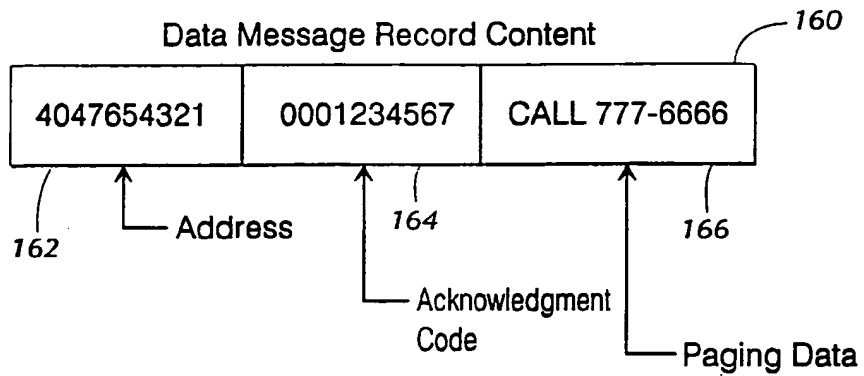 160
Data Message Record Content
4047654321 0001234567 CALL 777-6666
162 Address 164 166
Acknowledgment
Code
Paging Data